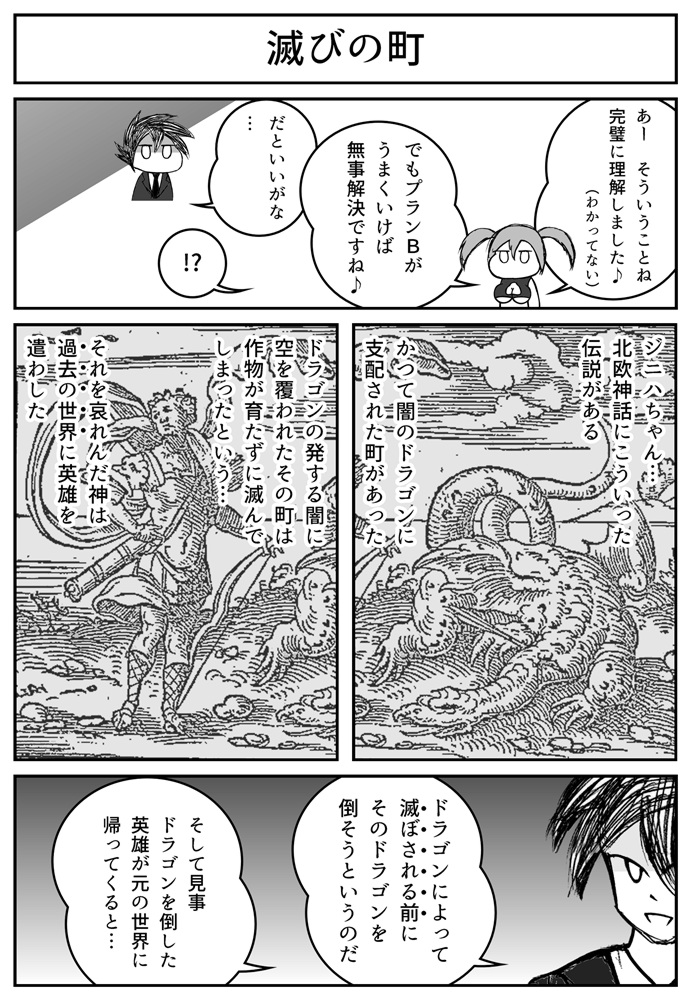 滅びの町
あー そういうことね
完璧に理解しました♪
(わかってない)
でもプランBが
うまくいけば
無事解決ですね♪
だといいがな
…
!?
ジニハちゃん…
北欧神話にこういった
伝説がある
かつて闇のドラゴンに
支配された町があった
ドラゴンの発する闇に
空を覆われたその町は
作物が育たずに滅んで
しまったという…
それを哀れんだ神は
過去の世界に英雄を
遣わした
ドラゴンによって
滅ぼされる前に
そのドラゴンを
倒そうというのだ
そして見事
ドラゴンを倒した
英雄が元の世界に
帰ってくると…